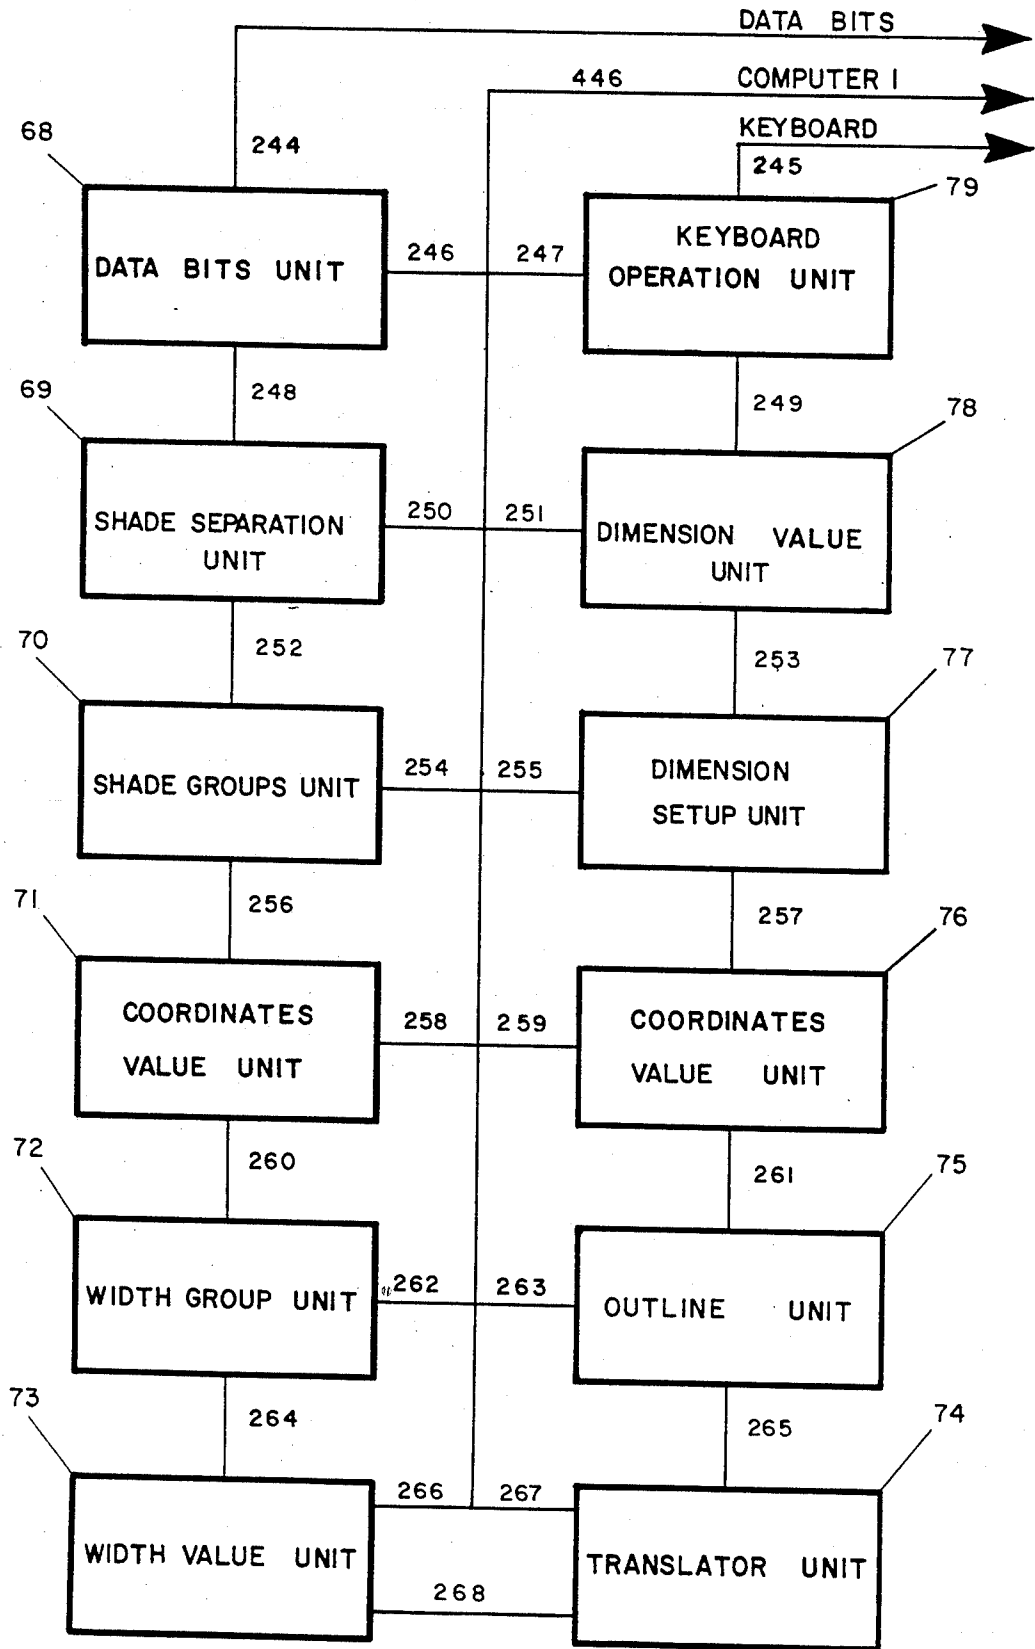 DATA BITS
446 COMPUTER 1
KEYBOARD
68
244
245
79
DATA BITS UNIT
246
247
KEYBOARD
OPERATION UNIT
69
248
249
78
SHADE SEPARATION
UNIT
250
251
DIMENSION VALUE
UNIT
70
252
253
77
SHADE GROUPS UNIT
254
255
DIMENSION
SETUP UNIT
71
256
257
76
COORDINATES
VALUE UNIT
258
259
COORDINATES
VALUE UNIT
72
260
261
75
WIDTH GROUP UNIT
262
263
OUTLINE UNIT
73
264
265
74
WIDTH VALUE UNIT
266
267
TRANSLATOR UNIT
268